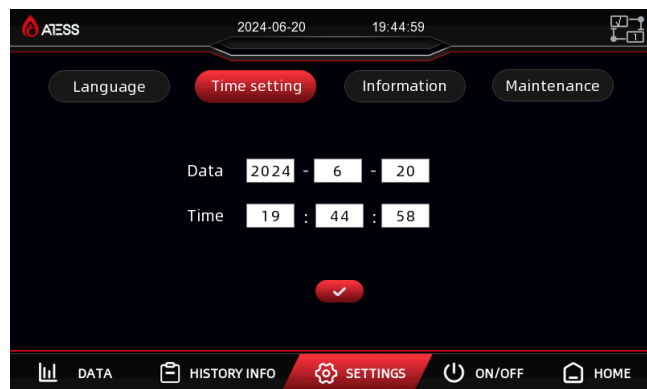 ATESS 2024-06-20 19:44:59
1
Language Time setting Information Maintenance
Data 2024 - 6 - 20
Time 19 : 44 : 58
DATA HISTORY INFO SETTINGS ON/OFF HOME